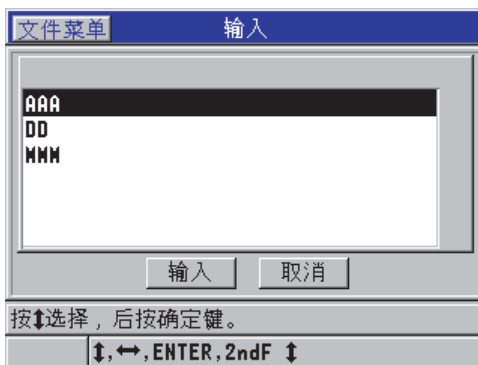 文件菜单 输入
AAA
DD
MMM
输入 取消
按↕选择，后按确定键。
↕,↔,ENTER,2ndF ↕